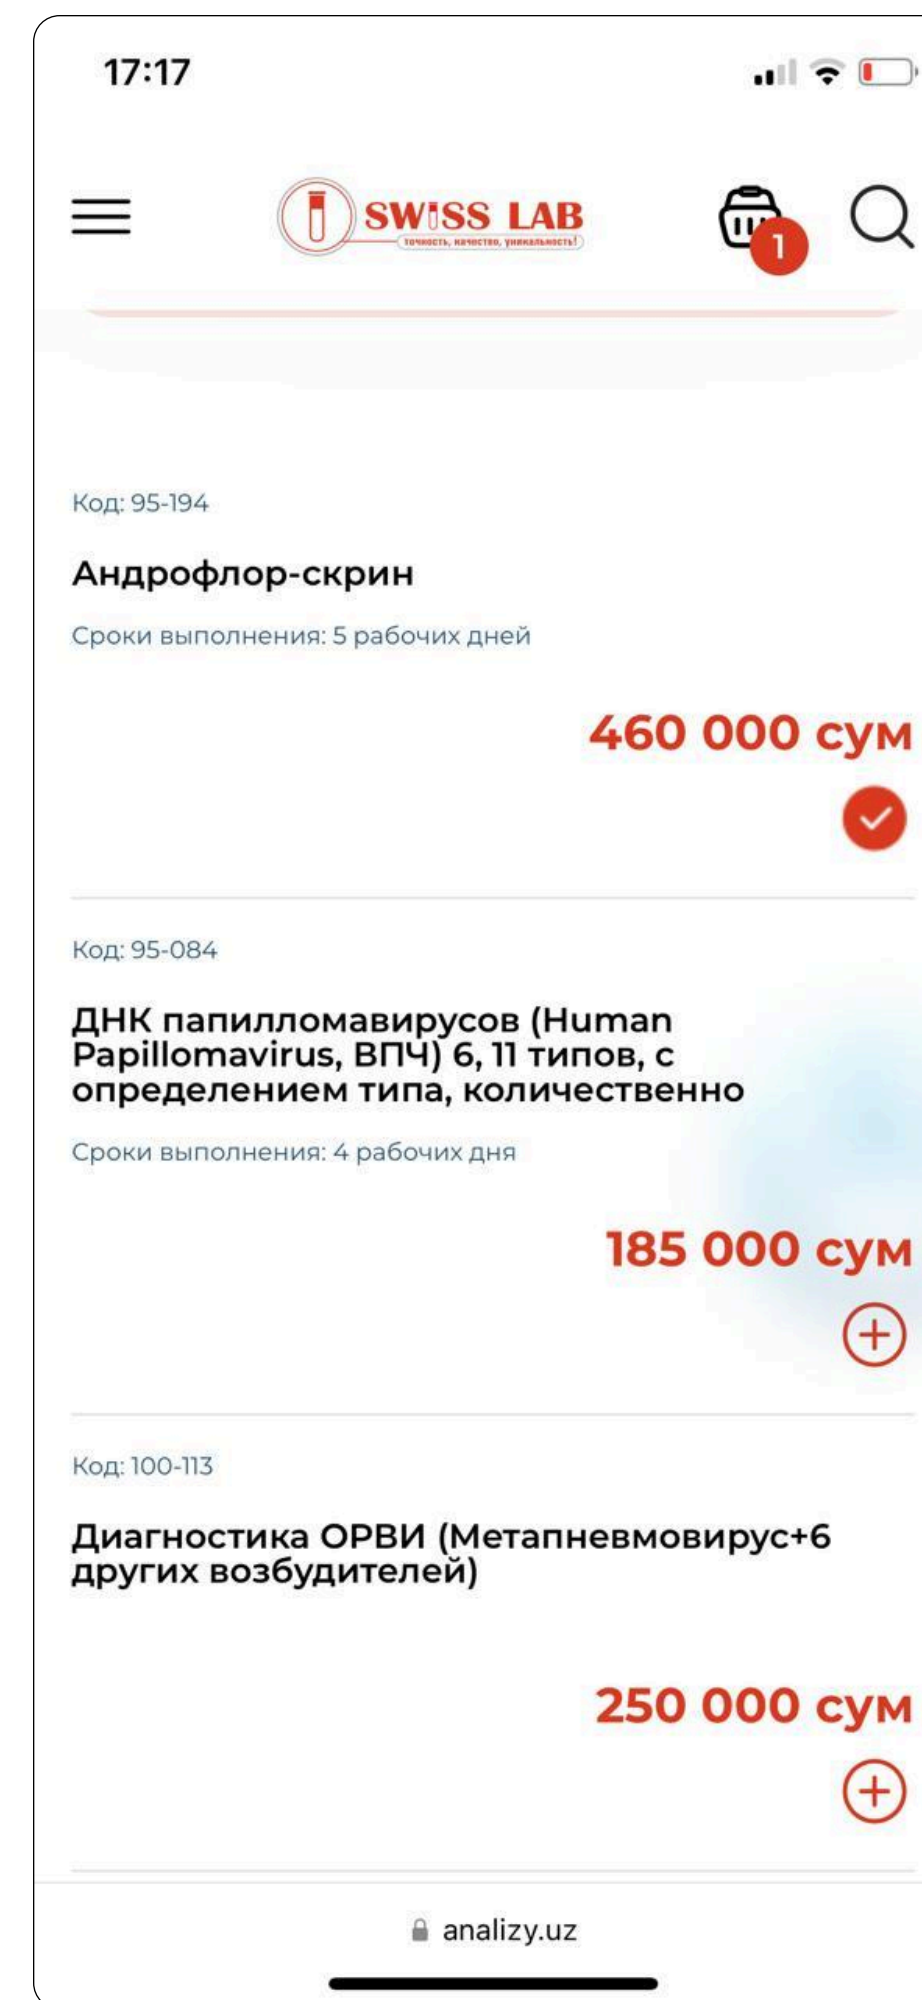 17:17
SWISS LAB
точность, качество, уникальность!
1
Код: 95-194
Андрофлор-скрин
Сроки выполнения: 5 рабочих дней
460 000 сум
Код: 95-084
ДНК папилломавирусов (Human
Papillomavirus, ВПЧ) 6, 11 типов, с
определением типа, количественно
Сроки выполнения: 4 рабочих дня
185 000 сум
Код: 100-113
Диагностика ОРВИ (Метапневмовирус+6
других возбудителей)
250 000 сум
analizy.uz